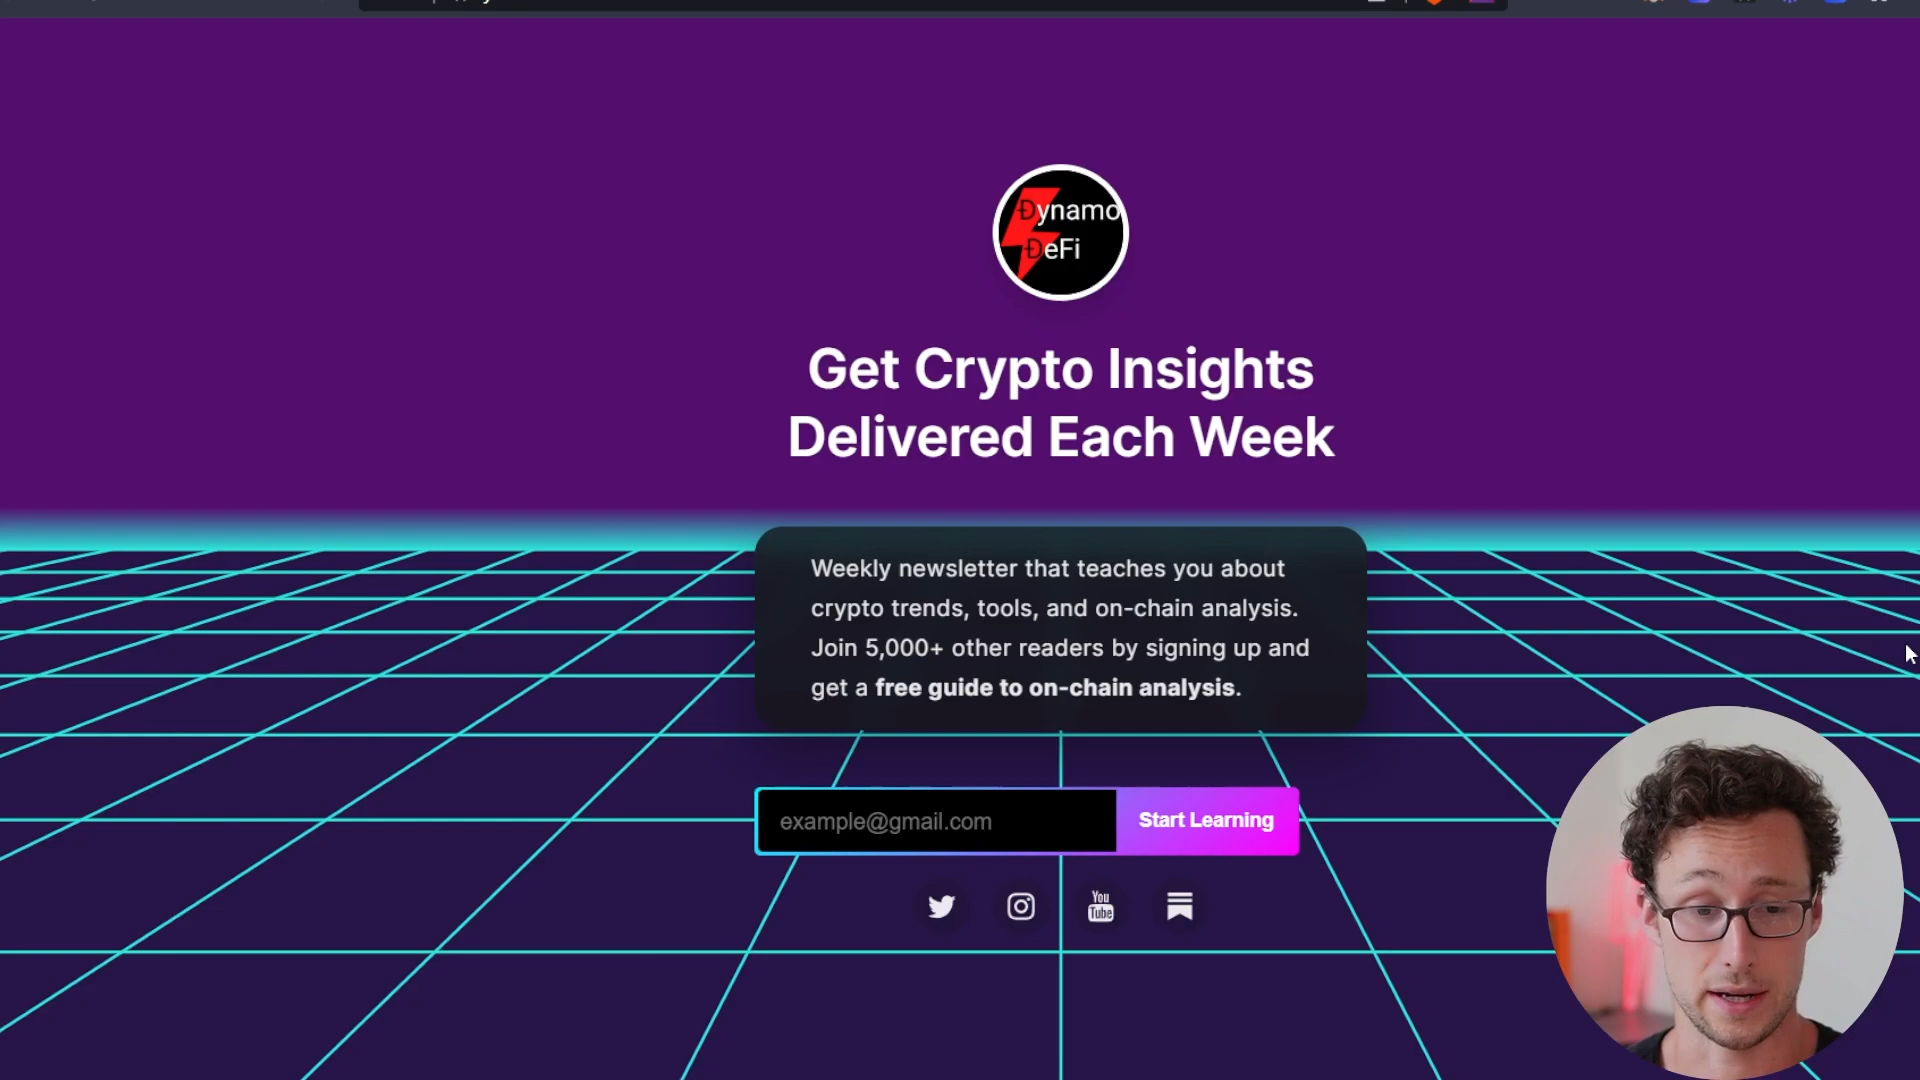 Đynamo
ĐeFi
Get Crypto Insights
Delivered Each Week
Weekly newsletter that teaches you about
crypto trends, tools, and on-chain analysis.
Join 5,000+ other readers by signing up and
get a free guide to on-chain analysis.
example@gmail.com
Start Learning
You
Tube